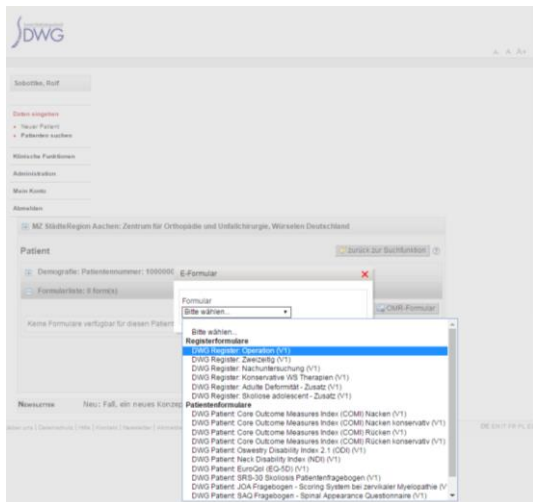 DWG
A A A+
Sobottke, Rolf
Daten eingeben
Neuer Patient
Patienten suchen
Klinische Funktionen
Administration
Mein Konto
Abmelden
MZ StädteRegion Aachen: Zentrum für Orthopädie und Unfallchirurgie, Würselen Deutschland
Patient
zurück zur Suchfunktion
Demografie: Patientennummer: 1000000
E-Formular
Formularliste: 0 form(s)
Formular
Bitte wählen...
OMR-Formular
Keine Formulare verfügbar für diesen Patient
Bitte wählen...
Registerformulare
DWG Register: Operation (V1)
DWG Register: Zweizeitig (V1)
DWG Register: Nachuntersuchung (V1)
DWG Register: Konservative WS Therapien (V1)
DWG Register: Adulte Deformität - Zusatz (V1)
DWG Register: Skoliose adolescent - Zusatz (V1)
Patientenformulare
DWG Patient: Core Outcome Measures Index (COMI) Nacken (V1)
DWG Patient: Core Outcome Measures Index (COMI) Nacken konservativ (V1)
DWG Patient: Core Outcome Measures Index (COMI) Rücken (V1)
DWG Patient: Core Outcome Measures Index (COMI) Rücken konservativ (V1)
DWG Patient: Oswestry Disability Index 2.1 (ODI) (V1)
DWG Patient: Neck Disability Index (NDI) (V1)
DWG Patient: EuroQol (EQ-5D) (V1)
DWG Patient: SRS-30 Skoliosis Patientenfragebogen (V1)
DWG Patient: JOA Fragebogen - Scoring System bei zervikaler Myelopathie (V
DWG Patient: SAQ Fragebogen - Spinal Appearance Questionnaire (V1)
Newsletter Neu: Fall, ein neues Konzep
| Datenschutz | Hilfe | Kontakt | Newsletter |